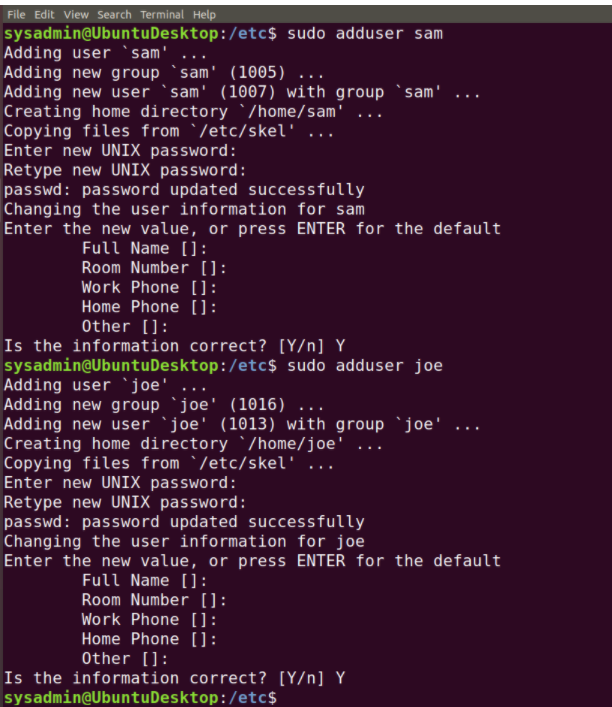 File Edit View Search Terminal Help
sysadmin@UbuntuDesktop:/etc$ sudo adduser sam
Adding user `sam' ...
Adding new group `sam' (1005) ...
Adding new user `sam' (1007) with group `sam' ...
Creating home directory `/home/sam' ...
Copying files from `/etc/skel' ...
Enter new UNIX password:
Retype new UNIX password:
passwd: password updated successfully
Changing the user information for sam
Enter the new value, or press ENTER for the default
        Full Name []:
        Room Number []:
        Work Phone []:
        Home Phone []:
        Other []:
Is the information correct? [Y/n] Y
sysadmin@UbuntuDesktop:/etc$ sudo adduser joe
Adding user `joe' ...
Adding new group `joe' (1016) ...
Adding new user `joe' (1013) with group `joe' ...
Creating home directory `/home/joe' ...
Copying files from `/etc/skel' ...
Enter new UNIX password:
Retype new UNIX password:
passwd: password updated successfully
Changing the user information for joe
Enter the new value, or press ENTER for the default
        Full Name []:
        Room Number []:
        Work Phone []:
        Home Phone []:
        Other []:
Is the information correct? [Y/n] Y
sysadmin@UbuntuDesktop:/etc$